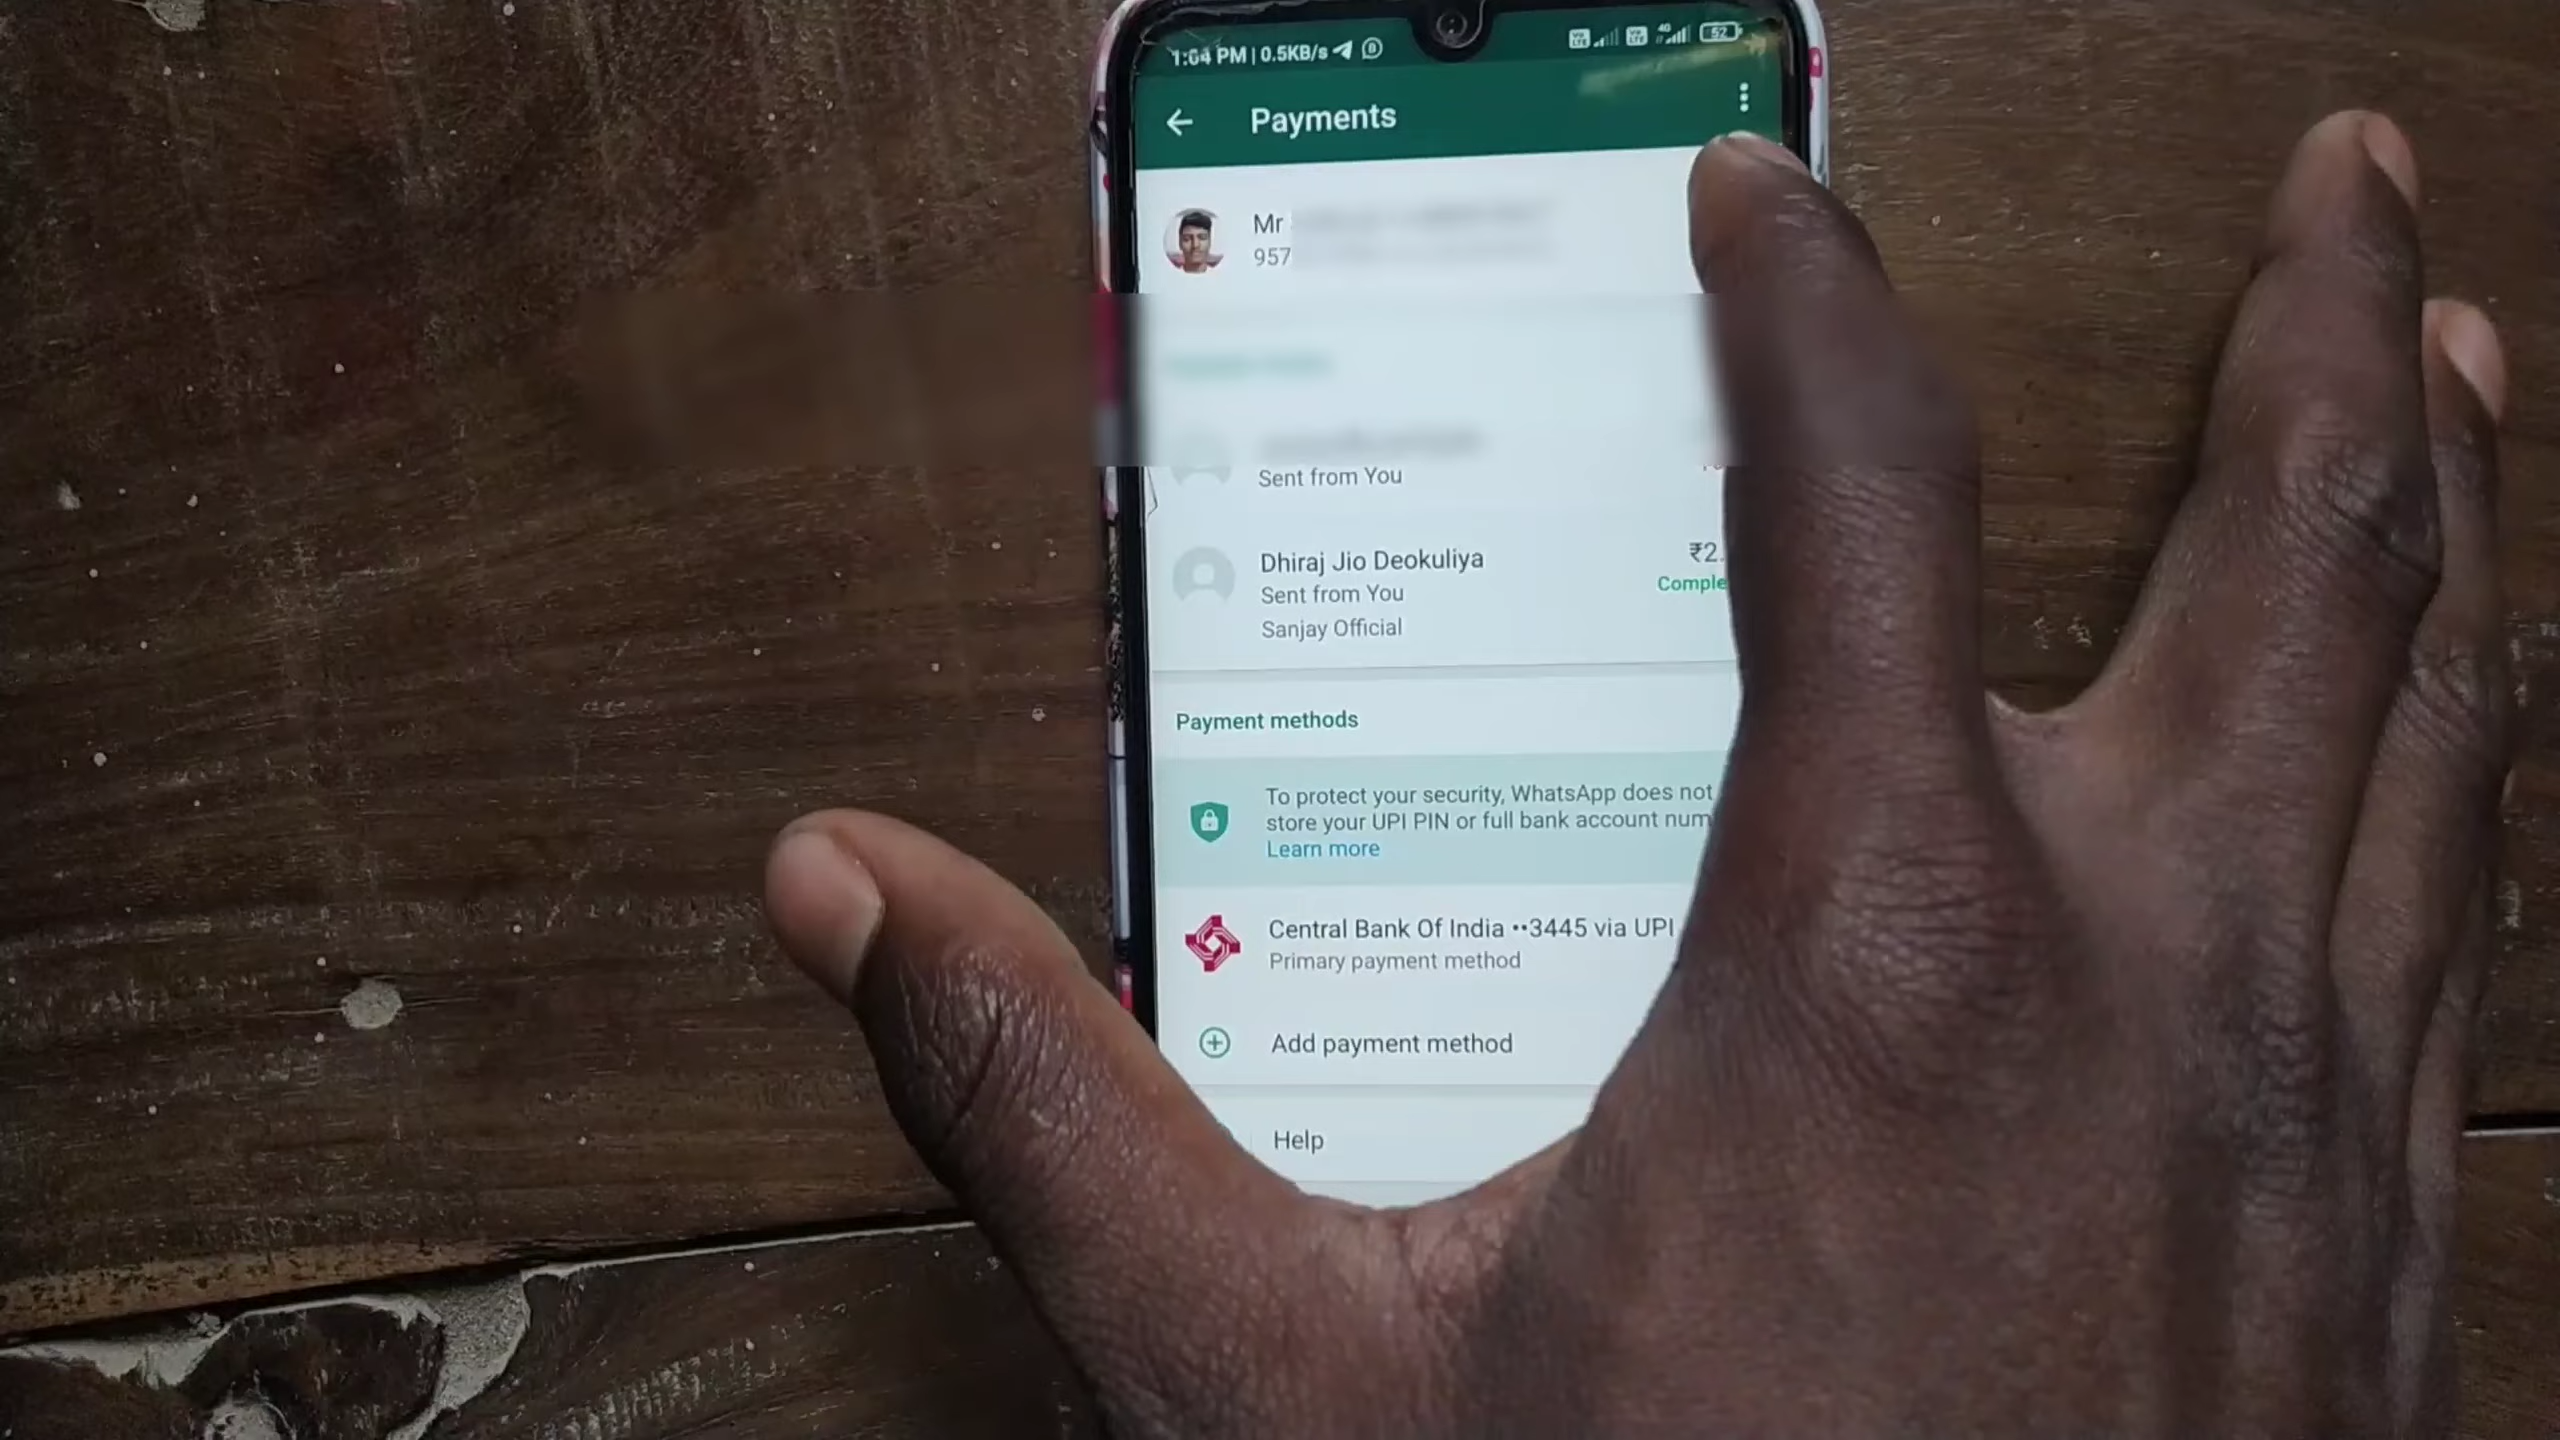 1:04 PM | 0.5KB/s
52
Payments
Mr
957
Sent from You
Dhiraj Jio Deokuliya
₹2.
Sent from You
Comple
Sanjay Official
Payment methods
To protect your security, WhatsApp does not
store your UPI PIN or full bank account num
Learn more
Central Bank Of India ••3445 via UPI
Primary payment method
Add payment method
Help